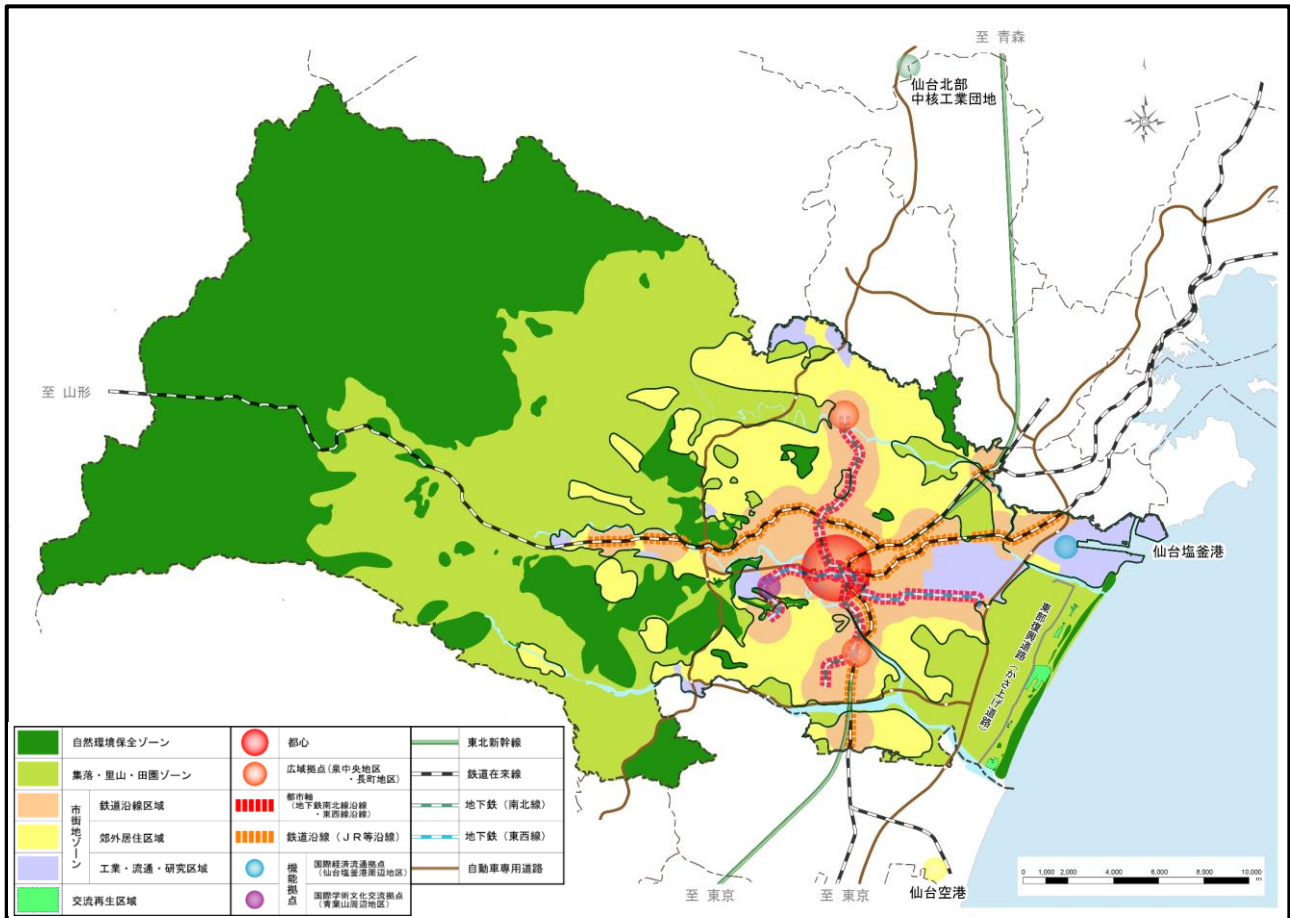 至 青森
仙台北部
中核工業団地
至 山形
仙台塩釜港
東部復興道路（かさ上げ道路）
仙台空港
至 東京
至 東京
0 1,000 2,000 4,000 6,000 8,000 10,000
m
自然環境保全ゾーン
集落・里山・田園ゾーン
市街地ゾーン
鉄道沿線区域
郊外居住区域
工業・流通・研究区域
交流再生区域
都心
広域拠点（泉中央地区
・長町地区）
都市軸
（地下鉄南北線沿線
・東西線沿線）
鉄道沿線（ＪＲ等沿線）
機能拠点
国際経済流通拠点
（仙台塩釜港周辺地区）
国際学術文化交流拠点
（青葉山周辺地区）
東北新幹線
鉄道在来線
地下鉄（南北線）
地下鉄（東西線）
自動車専用道路